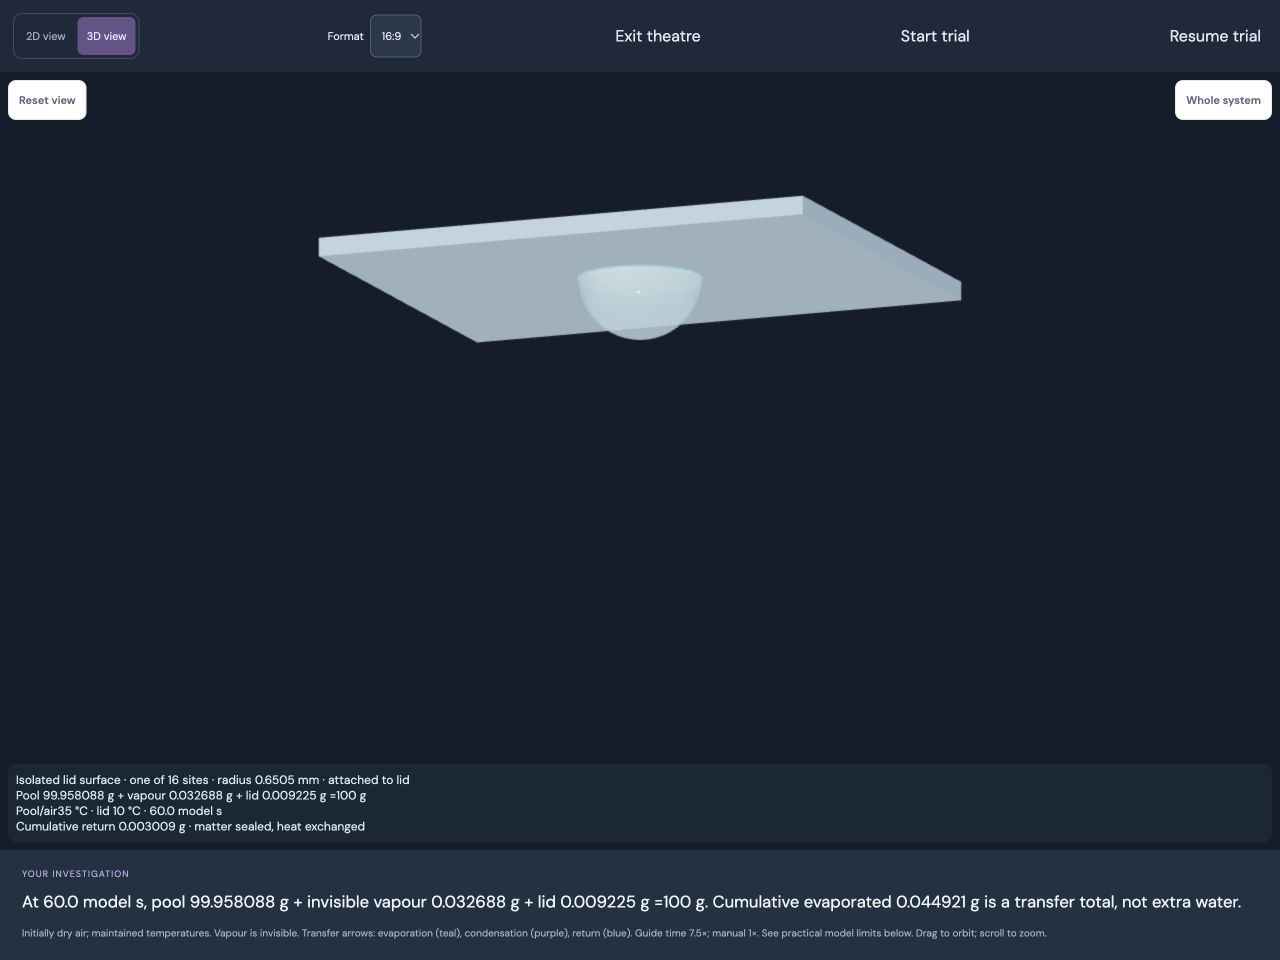 2D view
3D view
Format
16:9
Exit theatre
Start trial
Resume trial
Reset view
Whole system
Isolated lid surface · one of 16 sites · radius 0.6505 mm · attached to lid
Pool 99.958088 g + vapour 0.032688 g + lid 0.009225 g =100 g
Pool/air35 °C · lid 10 °C · 60.0 model s
Cumulative return 0.003009 g · matter sealed, heat exchanged
YOUR INVESTIGATION
At 60.0 model s, pool 99.958088 g + invisible vapour 0.032688 g + lid 0.009225 g =100 g. Cumulative evaporated 0.044921 g is a transfer total, not extra water.
Initially dry air; maintained temperatures. Vapour is invisible. Transfer arrows: evaporation (teal), condensation (purple), return (blue). Guide time 7.5×; manual 1×. See practical model limits below. Drag to orbit; scroll to zoom.